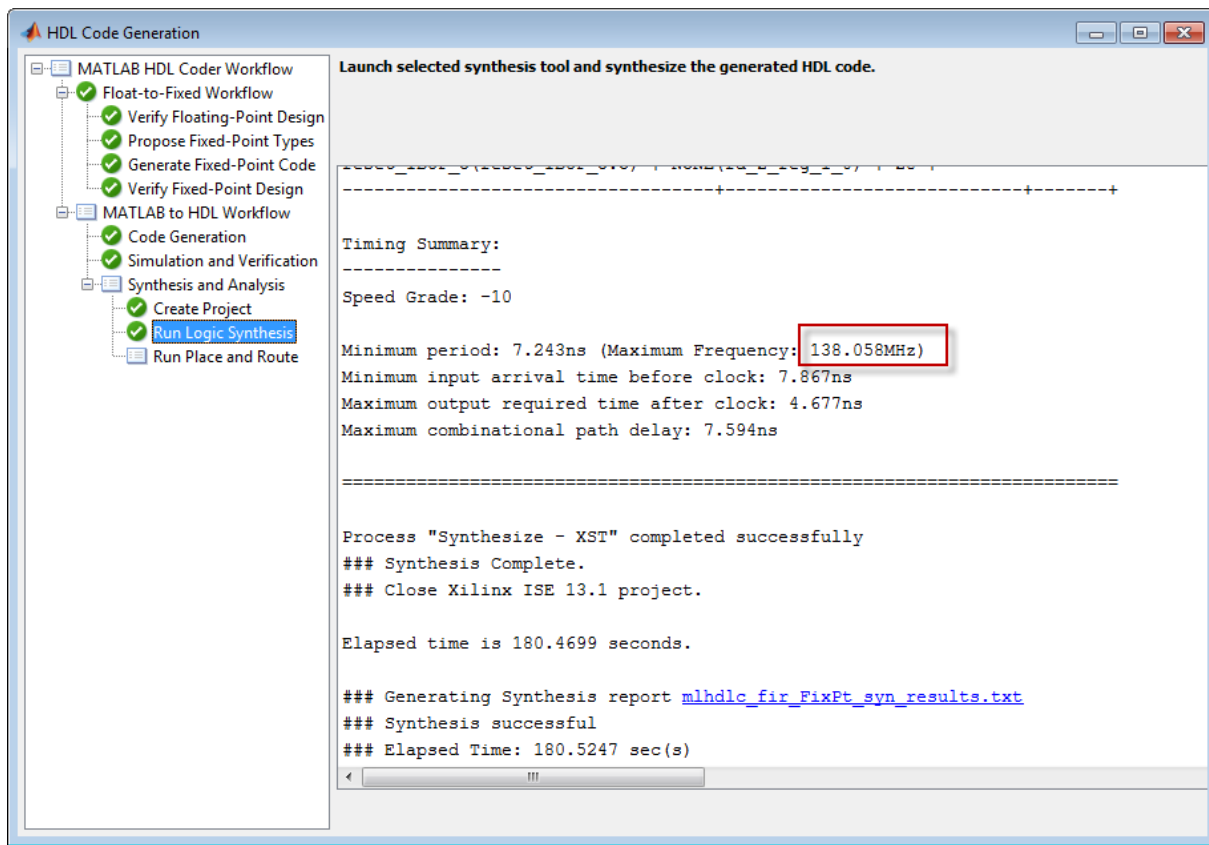 HDL Code Generation
MATLAB HDL Coder Workflow
Float-to-Fixed Workflow
Verify Floating-Point Design
Propose Fixed-Point Types
Generate Fixed-Point Code
Verify Fixed-Point Design
MATLAB to HDL Workflow
Code Generation
Simulation and Verification
Synthesis and Analysis
Create Project
Run Logic Synthesis
Run Place and Route
Launch selected synthesis tool and synthesize the generated HDL code.
-----------------------------------+----------------------------+-------+
Timing Summary:
---------------
Speed Grade: -10
Minimum period: 7.243ns (Maximum Frequency: 138.058MHz)
Minimum input arrival time before clock: 7.867ns
Maximum output required time after clock: 4.677ns
Maximum combinational path delay: 7.594ns
=========================================================================
Process "Synthesize - XST" completed successfully
### Synthesis Complete.
### Close Xilinx ISE 13.1 project.
Elapsed time is 180.4699 seconds.
### Generating Synthesis report mlhdlc_fir_FixPt_syn_results.txt
### Synthesis successful
### Elapsed Time: 180.5247 sec(s)